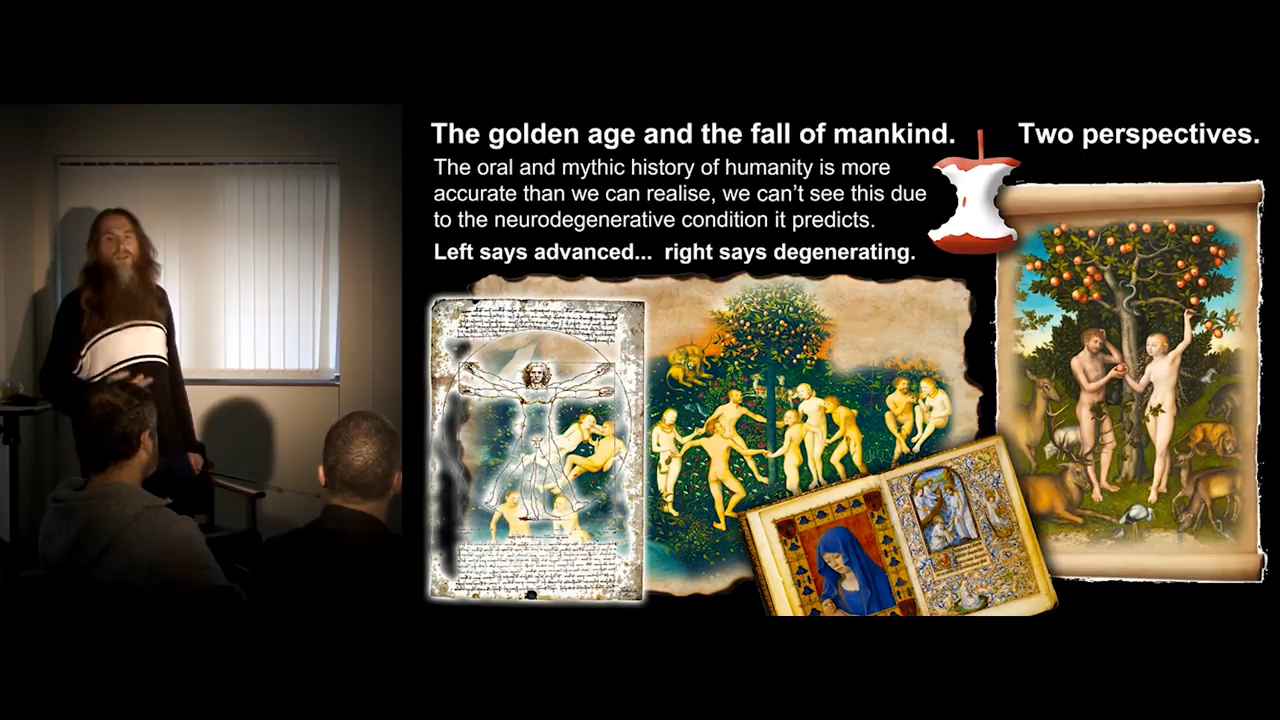 The golden age and the fall of mankind.
Two perspectives.
The oral and mythic history of humanity is more
accurate than we can realise, we can't see this due
to the neurodegenerative condition it predicts.
Left says advanced... right says degenerating.